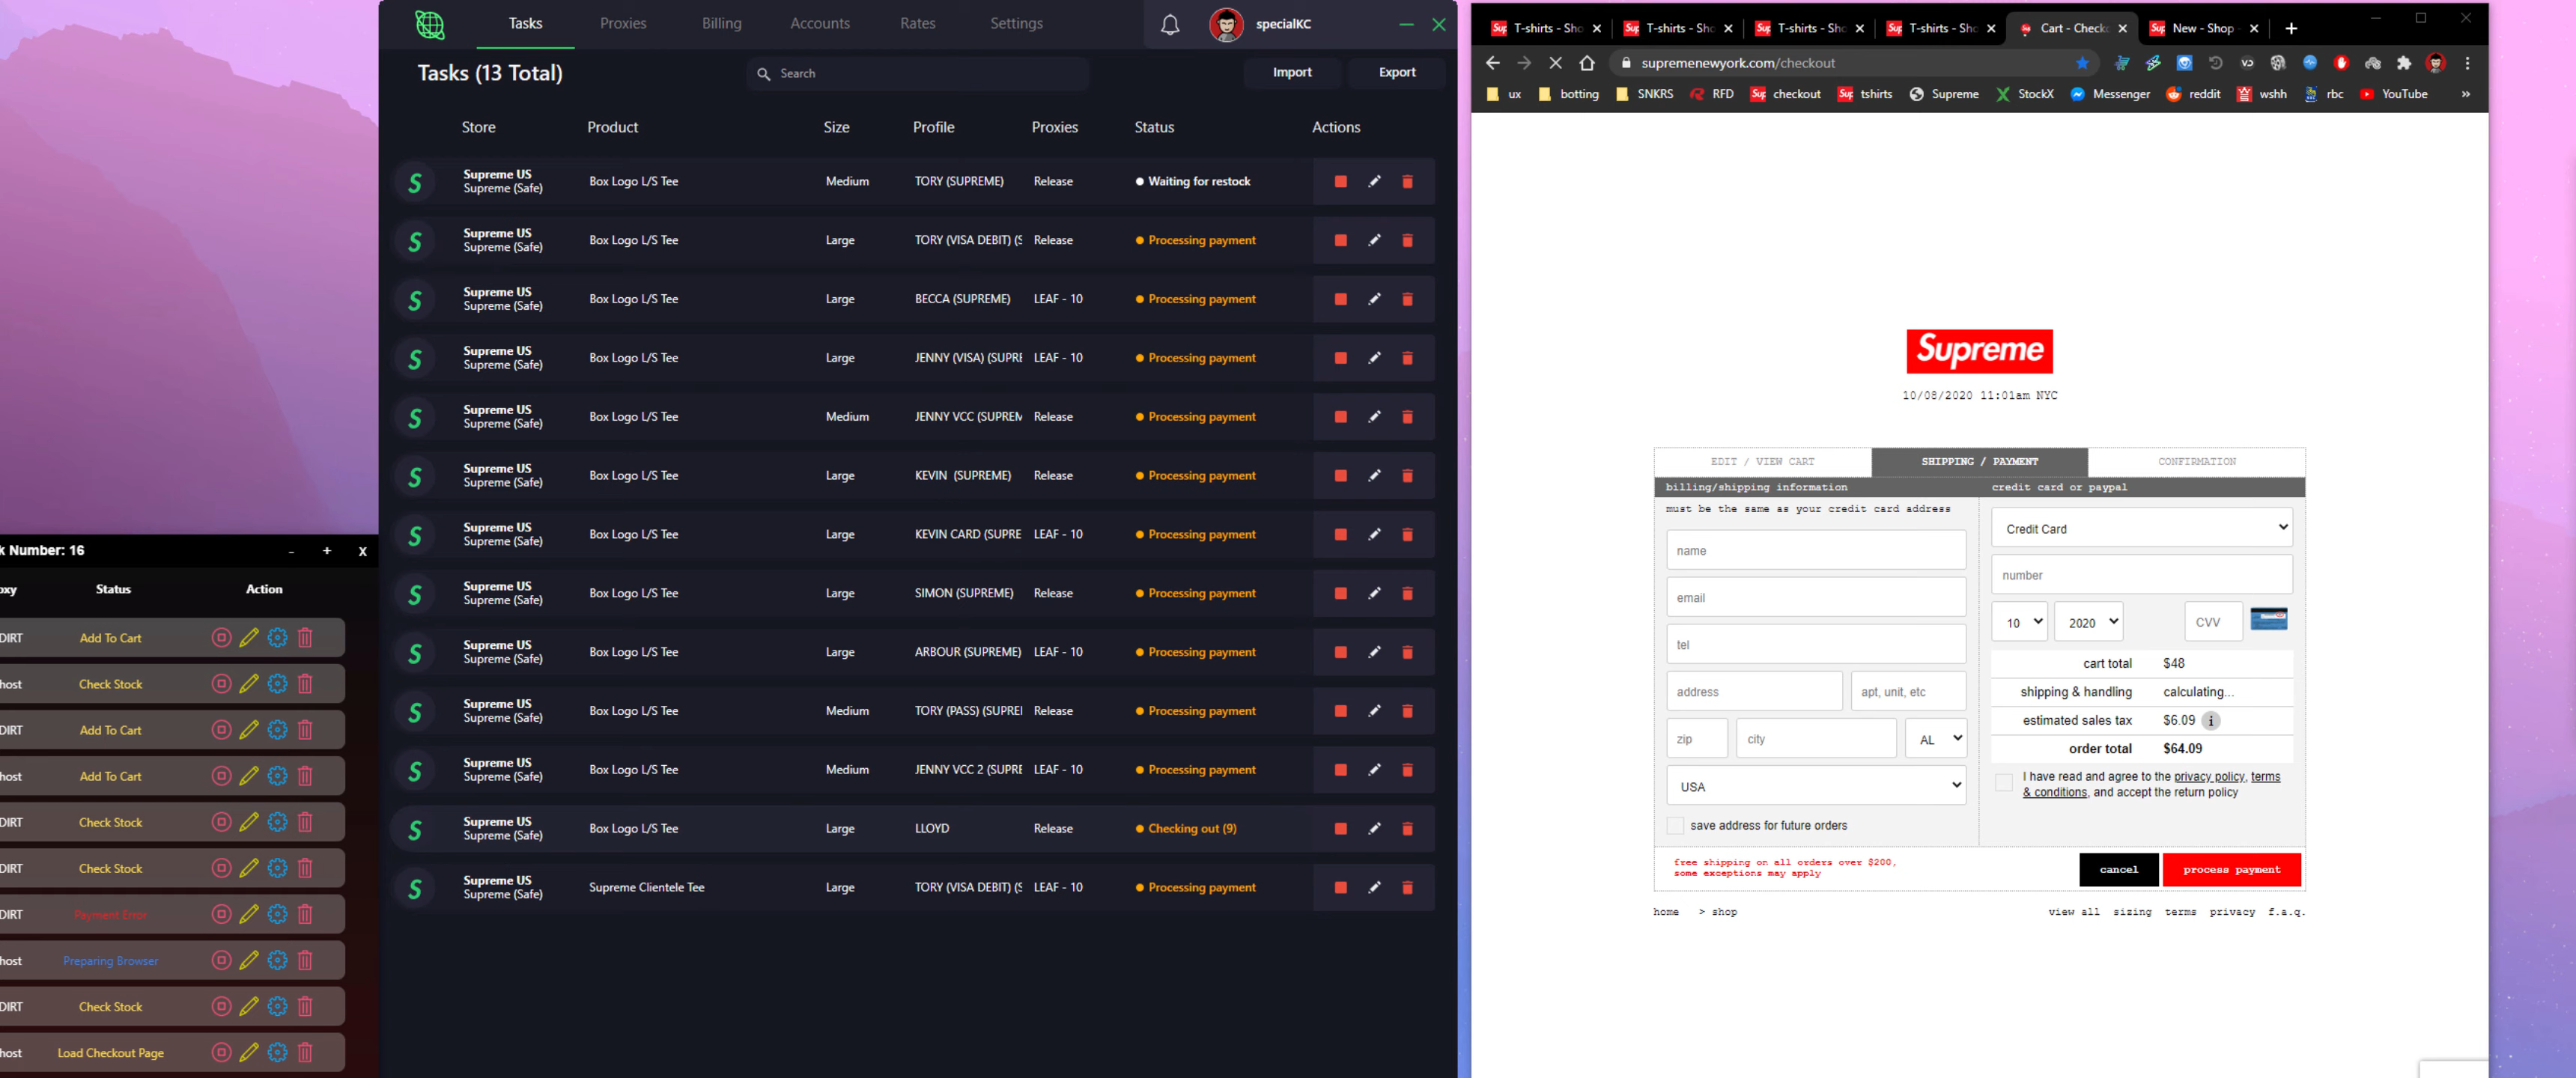 k Number: 16
- + x
oxy Status Action
DIRT Add To Cart
host Check Stock
DIRT Add To Cart
host Add To Cart
DIRT Check Stock
DIRT Check Stock
DIRT Payment Error
host Preparing Browser
DIRT Check Stock
host Load Checkout Page
Tasks Proxies Billing Accounts Rates Settings specialKC
Tasks (13 Total) Search Import Export
Store Product Size Profile Proxies Status Actions
S Supreme US
Supreme (Safe) Box Logo L/S Tee Medium TORY (SUPREME) Release Waiting for restock
S Supreme US
Supreme (Safe) Box Logo L/S Tee Large TORY (VISA DEBIT) (S Release Processing payment
S Supreme US
Supreme (Safe) Box Logo L/S Tee Large BECCA (SUPREME) LEAF - 10 Processing payment
S Supreme US
Supreme (Safe) Box Logo L/S Tee Large JENNY (VISA) (SUPRE LEAF - 10 Processing payment
S Supreme US
Supreme (Safe) Box Logo L/S Tee Medium JENNY VCC (SUPREM Release Processing payment
S Supreme US
Supreme (Safe) Box Logo L/S Tee Large KEVIN (SUPREME) Release Processing payment
S Supreme US
Supreme (Safe) Box Logo L/S Tee Large KEVIN CARD (SUPRE LEAF - 10 Processing payment
S Supreme US
Supreme (Safe) Box Logo L/S Tee Large SIMON (SUPREME) Release Processing payment
S Supreme US
Supreme (Safe) Box Logo L/S Tee Large ARBOUR (SUPREME) LEAF - 10 Processing payment
S Supreme US
Supreme (Safe) Box Logo L/S Tee Medium TORY (PASS) (SUPREI Release Processing payment
S Supreme US
Supreme (Safe) Box Logo L/S Tee Medium JENNY VCC 2 (SUPRE LEAF - 10 Processing payment
S Supreme US
Supreme (Safe) Box Logo L/S Tee Large LLOYD Release Checking out (9)
S Supreme US
Supreme (Safe) Supreme Clientele Tee Large TORY (VISA DEBIT) (S LEAF - 10 Processing payment
Sup T-shirts - Sho Sup T-shirts - Sho Sup T-shirts - Sho Sup T-shirts - Sho Cart - Checko Sup New - Shop
supremenewyork.com/checkout
ux botting SNKRS RFD Sup checkout Sup tshirts Supreme StockX Messenger reddit wshh rbc YouTube »
Supreme
10/08/2020 11:01am NYC
EDIT / VIEW CART SHIPPING / PAYMENT CONFIRMATION
billing/shipping information
must be the same as your credit card address
name
email
tel
address apt, unit, etc
zip city AL
USA
save address for future orders
credit card or paypal
Credit Card
number
10 2020 CVV
cart total $48
shipping & handling calculating...
estimated sales tax $6.09 i
order total $64.09
I have read and agree to the privacy policy, terms
& conditions, and accept the return policy
free shipping on all orders over $200,
some exceptions may apply
cancel process payment
home > shop view all sizing terms privacy f.a.q.